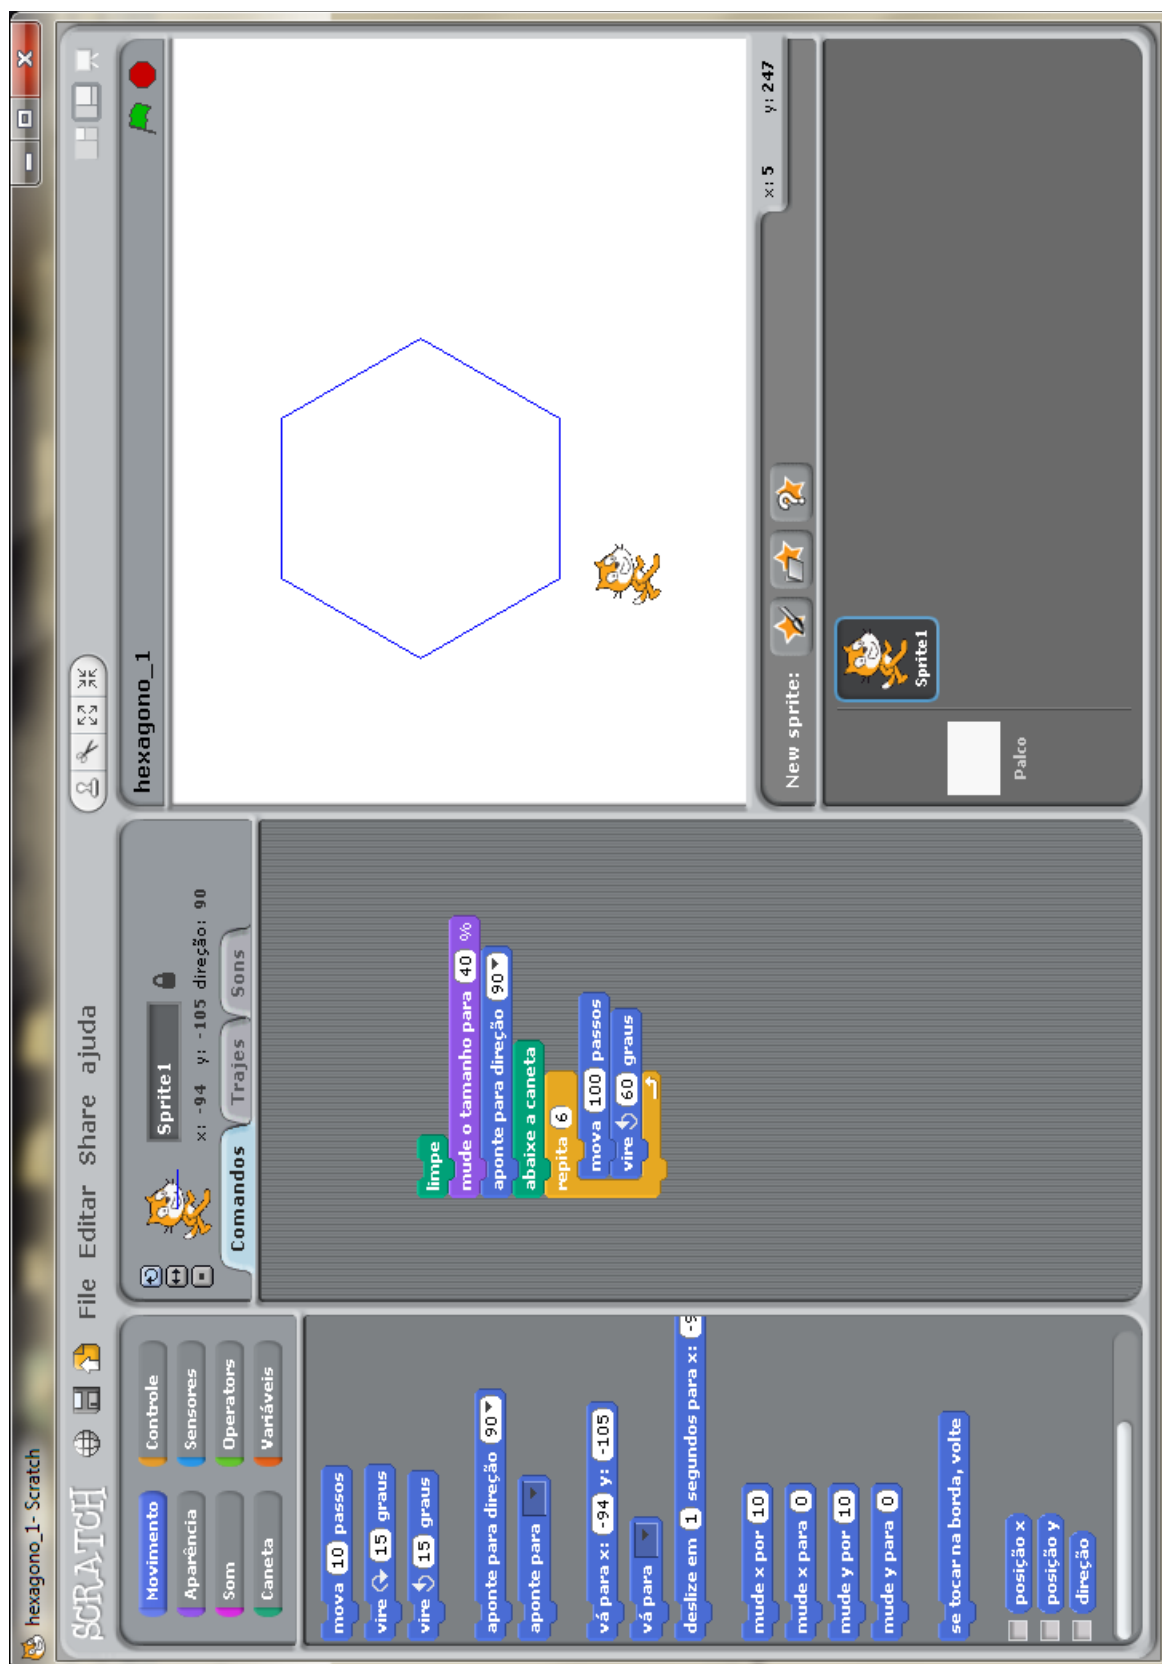 hexagono_1 - Scratch
SCRATCH
File Editar Share ajuda
Movimento
Controle
Aparência
Sensores
Som
Operators
Caneta
Variáveis
mova 10 passos
vire 15 graus
vire 15 graus
aponte para direção 90
aponte para
vá para x: -94 y: -105
vá para
deslize em 1 segundos para x: -9
mude x por 10
mude x para 0
mude y por 10
mude y para 0
se tocar na borda, volte
posição x
posição y
direção
Sprite1
x: -94 y: -105 direção: 90
Comandos Trajes Sons
limpe
mude o tamanho para 40 %
aponte para direção 90
abaixe a caneta
repita 6
mova 100 passos
vire 60 graus
hexagono_1
x: 5 y: 247
New sprite:
Sprite1
Palco